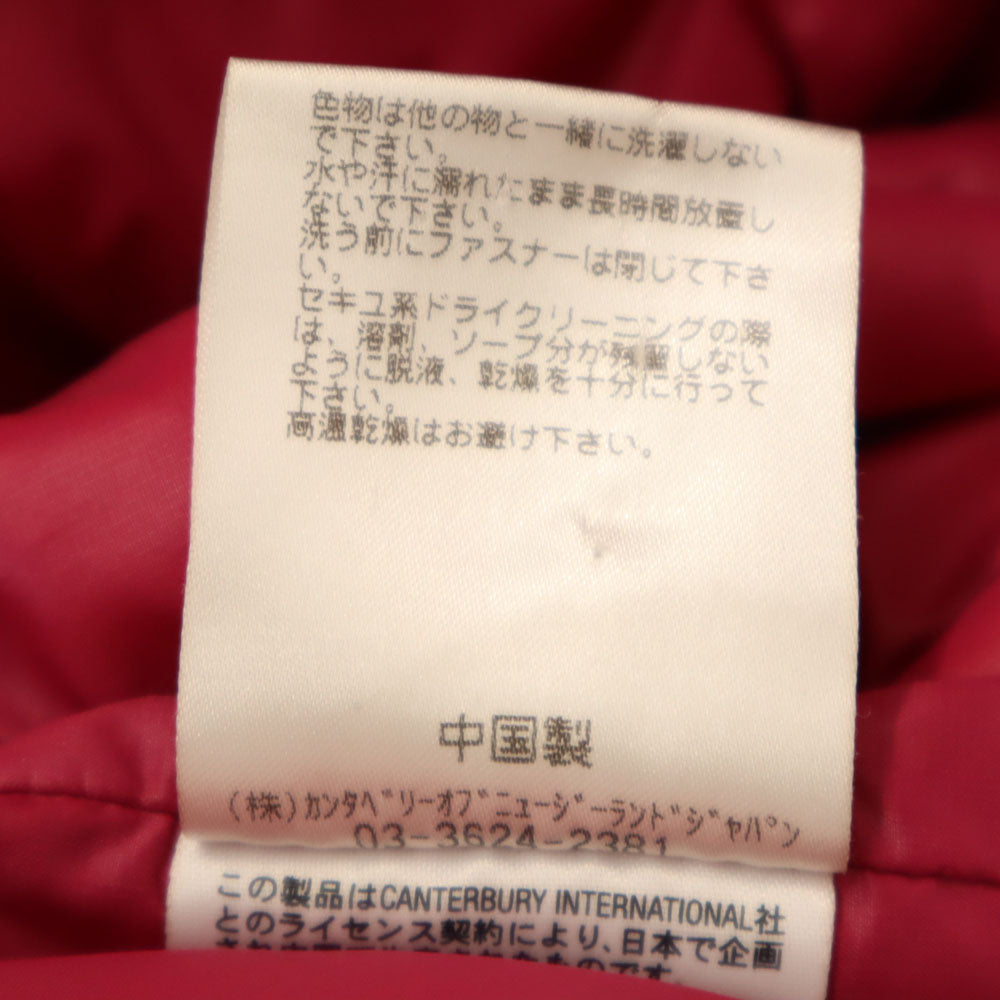 色物は他の物と一緒に洗濯しない
で下さい。
水や汗に濡れたまま長時間放置し
ないで下さい。
洗う前にファスナーは閉じて下さ
い。
セキユ系ドライクリーニングの際
は、溶剤、ソープ分が残留しない
ように脱液、乾燥を十分に行って
下さい。
高温乾燥はお避け下さい。
中国製
(株)ｶﾝﾀﾍﾞﾘｰｵﾌﾞﾆｭｰｼﾞｰﾗﾝﾄﾞｼﾞｬﾊﾟﾝ
03-3624-2381
この製品はCANTERBURY INTERNATIONAL社
とのライセンス契約により、日本で企画
されたものです。